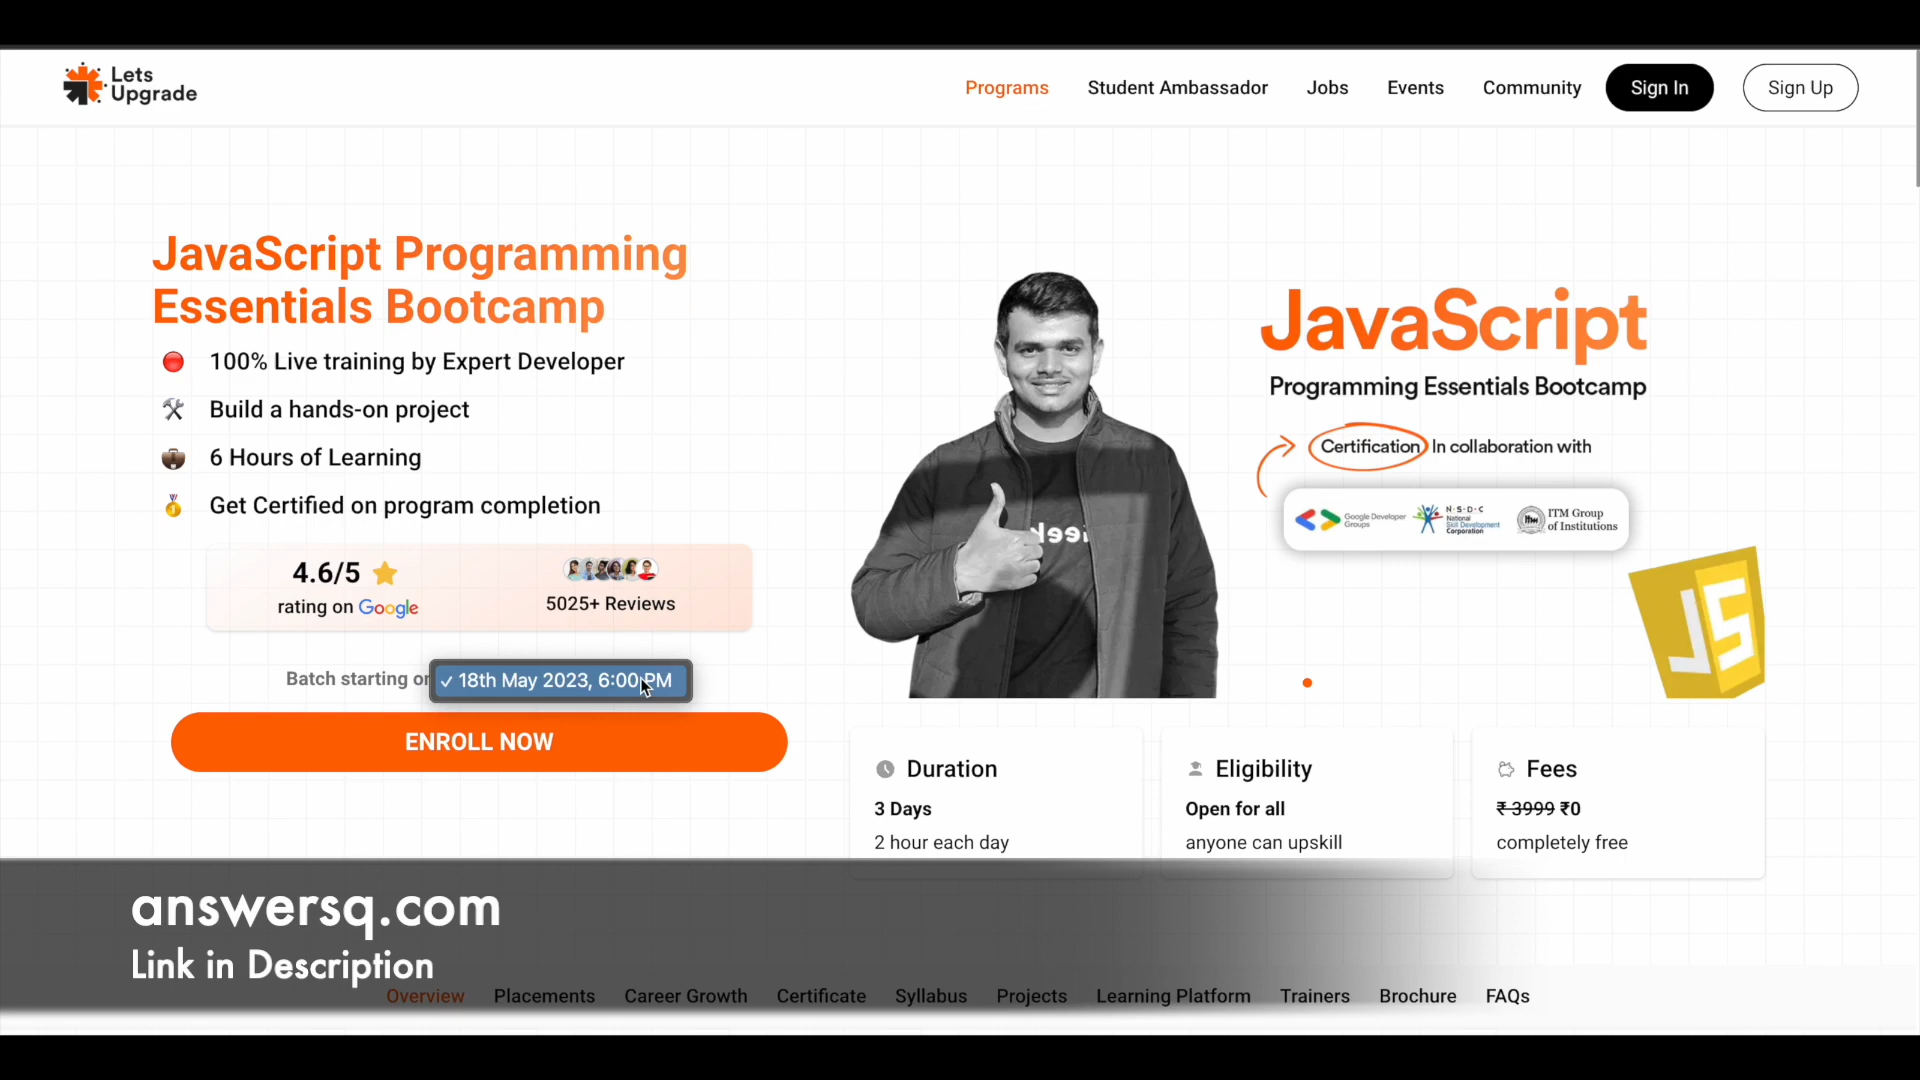 Lets
Upgrade
Programs
Student Ambassador
Jobs
Events
Community
Sign In
Sign Up
JavaScript Programming
Essentials Bootcamp
100% Live training by Expert Developer
Build a hands-on project
6 Hours of Learning
Get Certified on program completion
4.6/5
rating on Google
5025+ Reviews
Batch starting on
✓ 18th May 2023, 6:00 PM
ENROLL NOW
JavaScript
Programming Essentials Bootcamp
Certification In collaboration with
Google Developer
Groups
N·S·D·C
National
Skill Development
Corporation
itm
ITM Group
of Institutions
JS
Duration
3 Days
2 hour each day
Eligibility
Open for all
anyone can upskill
Fees
₹ 3999 ₹0
completely free
answersq.com
Link in Description
Overview
Placements
Career Growth
Certificate
Syllabus
Projects
Learning Platform
Trainers
Brochure
FAQs